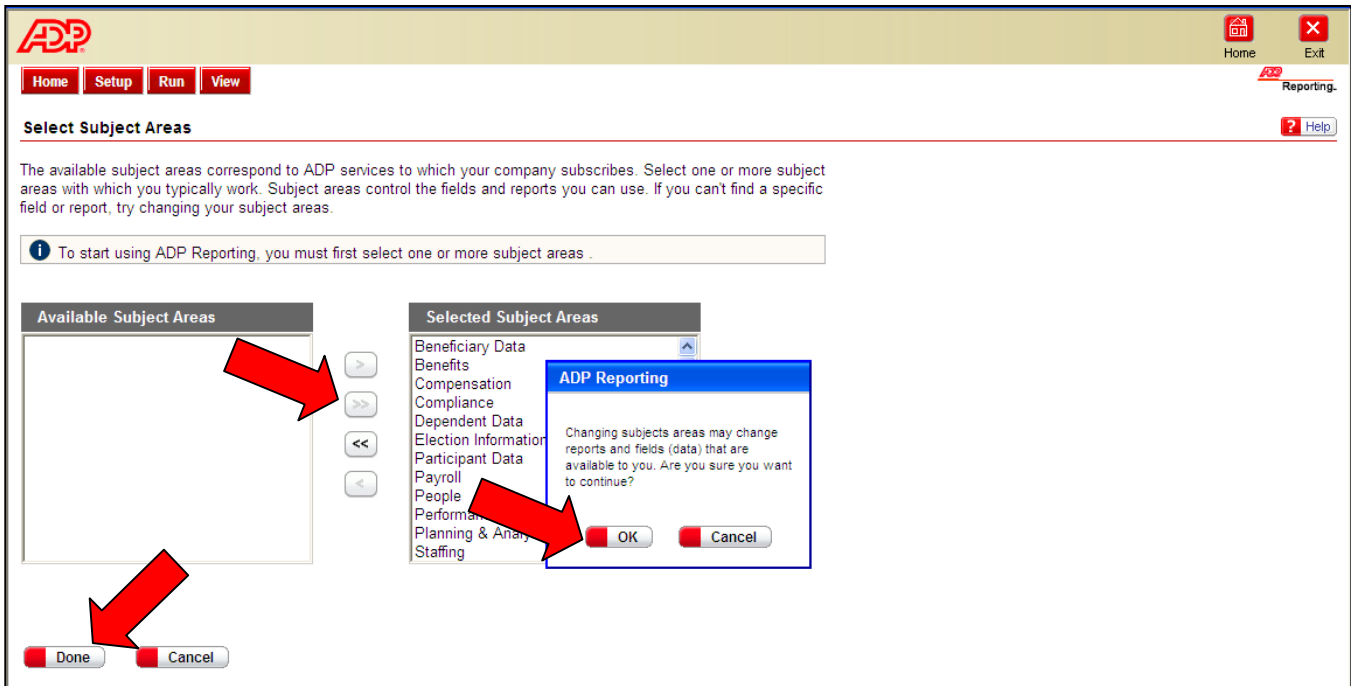 ADP
Home
Exit
Home
Setup
Run
View
ADP
Reporting.
Select Subject Areas
? Help
The available subject areas correspond to ADP services to which your company subscribes. Select one or more subject
areas with which you typically work. Subject areas control the fields and reports you can use. If you can't find a specific
field or report, try changing your subject areas.
i To start using ADP Reporting, you must first select one or more subject areas .
Available Subject Areas
>
>>
<<
<
Selected Subject Areas
Beneficiary Data
Benefits
Compensation
Compliance
Dependent Data
Election Information
Participant Data
Payroll
People
Planning &
Staffing
ADP Reporting
Changing subjects areas may change
reports and fields (data) that are
available to you. Are you sure you want
to continue?
OK
Cancel
Done
Cancel